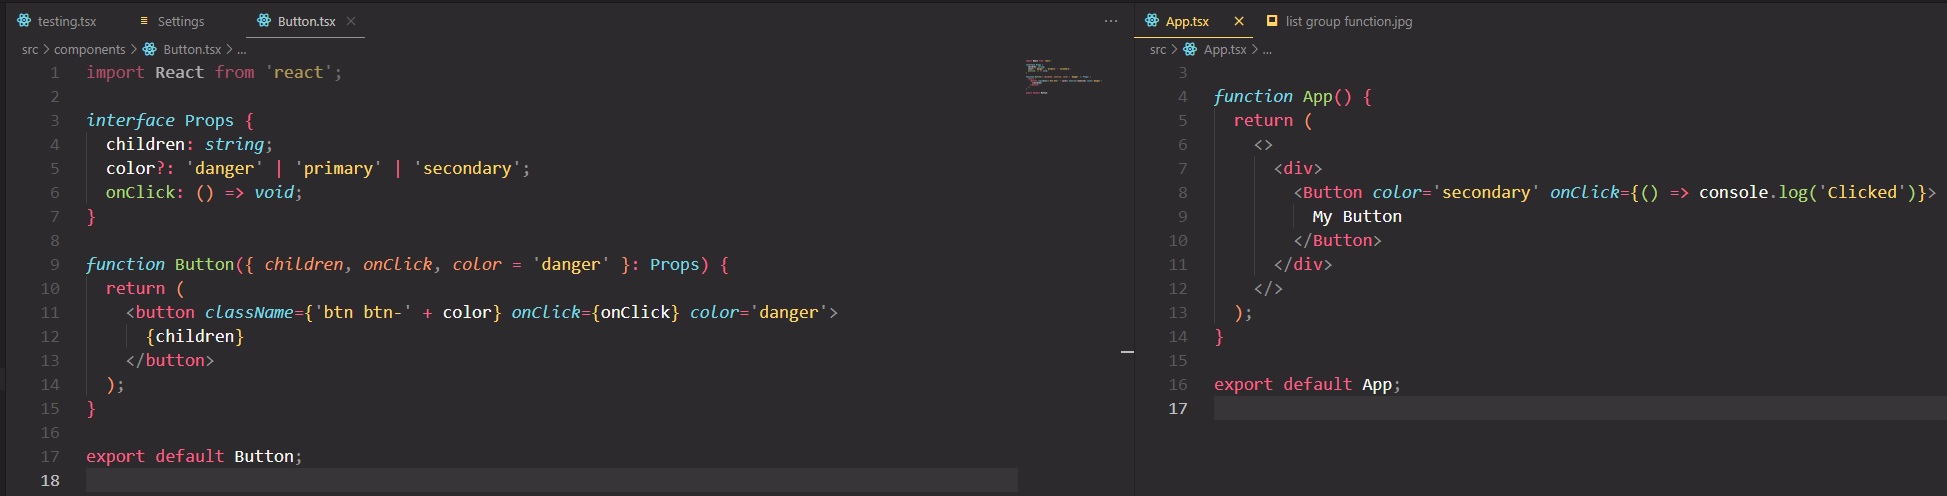 testing.tsx Settings Button.tsx ×
src > components > Button.tsx > ...
1 import React from 'react';
2
3 interface Props {
4 children: string;
5 color?: 'danger' | 'primary' | 'secondary';
6 onClick: () => void;
7 }
8
9 function Button({ children, onClick, color = 'danger' }: Props) {
10 return (
11 <button className={'btn btn-' + color} onClick={onClick} color='danger'>
12 {children}
13 </button>
14 );
15 }
16
17 export default Button;
18
App.tsx × list group function.jpg
src > App.tsx > ...
3
4 function App() {
5 return (
6 <>
7 <div>
8 <Button color='secondary' onClick={() => console.log('Clicked')}>
9 My Button
10 </Button>
11 </div>
12 </>
13 );
14 }
15
16 export default App;
17